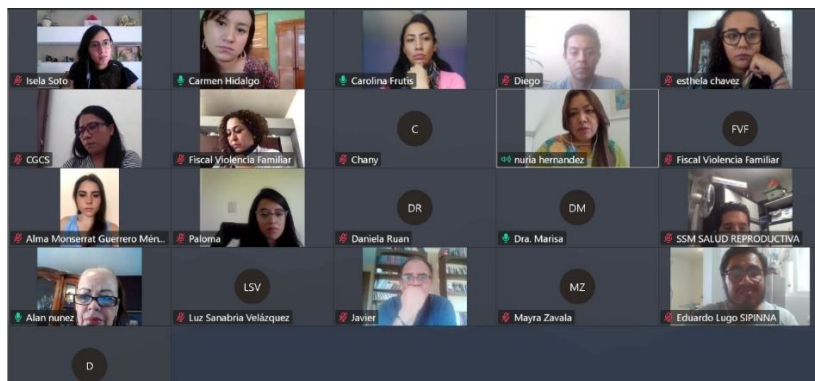 Isela Soto
Carmen Hidalgo
Carolina Frutis
Diego
esthela chavez
CGCS
Fiscal Violencia Familiar
C
Chany
nuria hernandez
FVF
Fiscal Violencia Familiar
Alma Monserrat Guerrero Mén...
Paloma
DR
Daniela Ruan
DM
Dra. Marisa
SSM SALUD REPRODUCTIVA
Alan nunez
LSV
Luz Sanabria Velázquez
Javier
MZ
Mayra Zavala
Eduardo Lugo SIPINNA
D